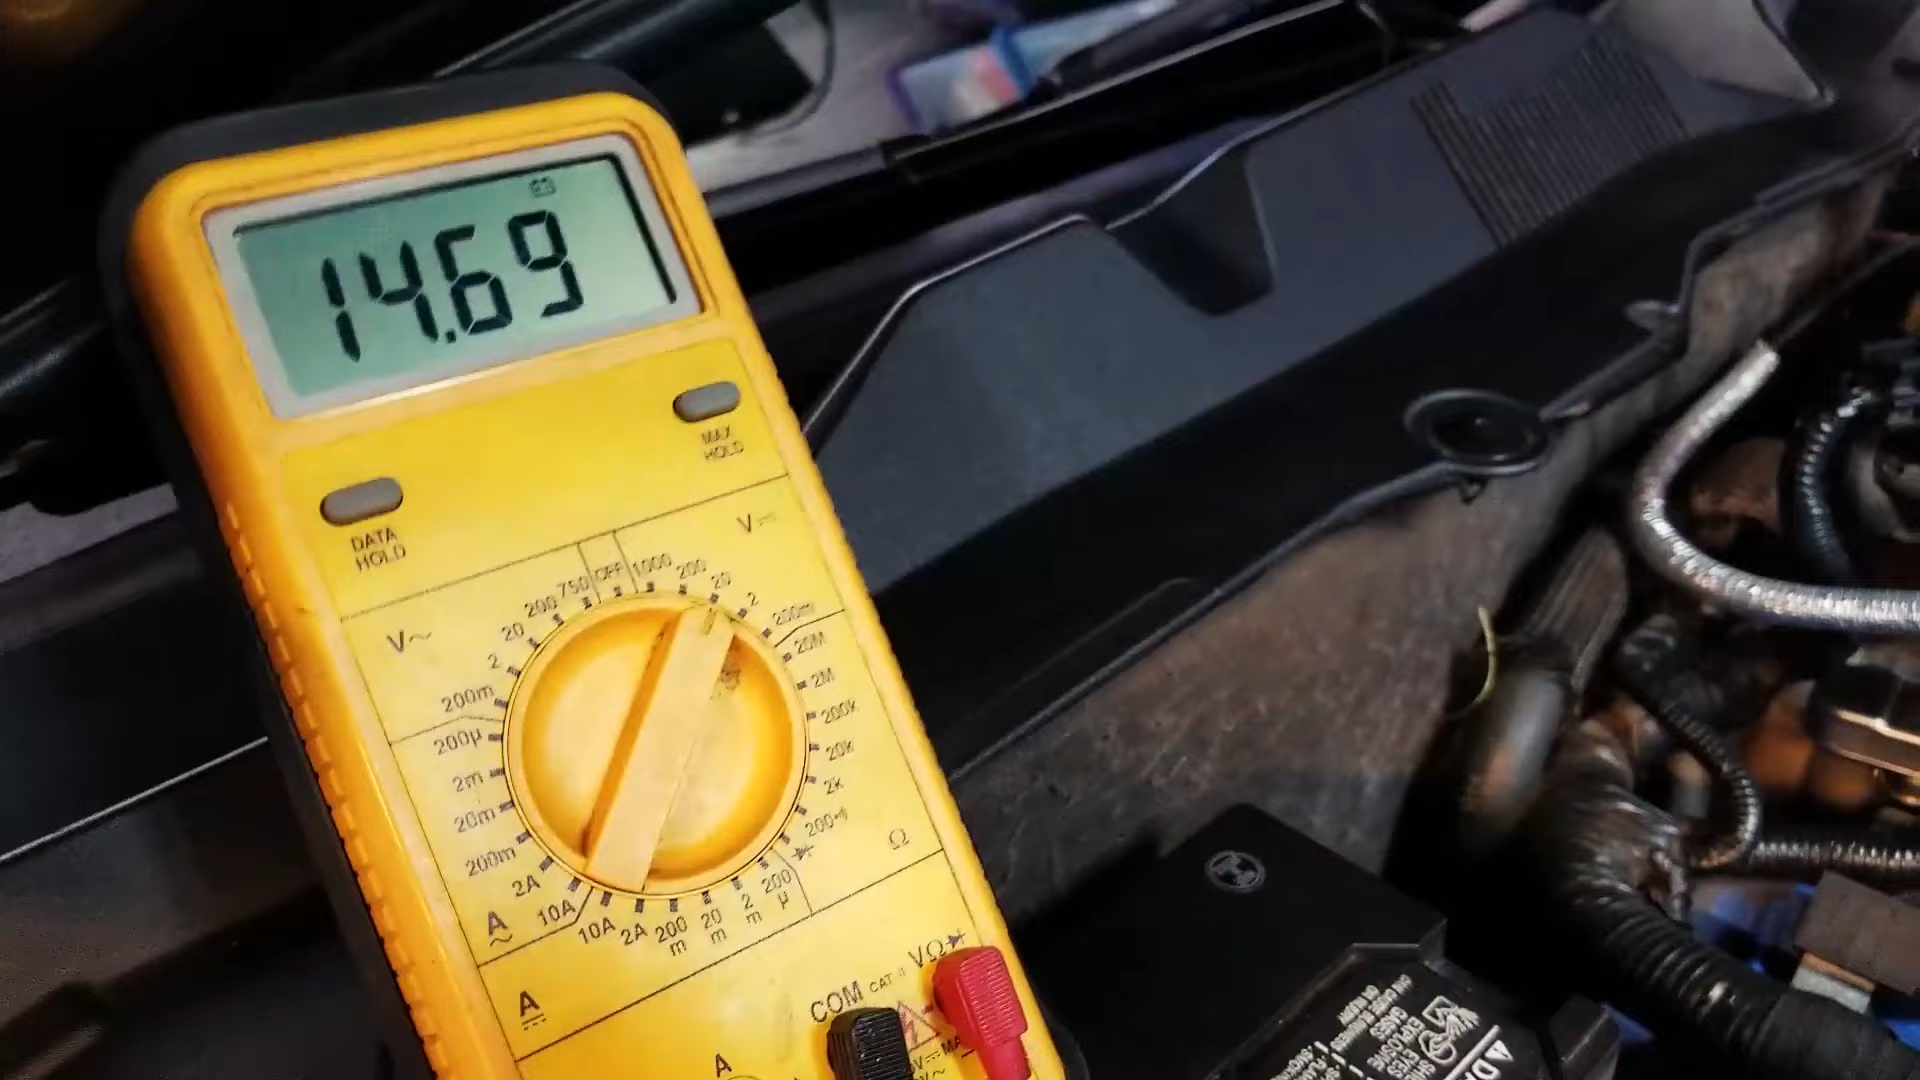 14.69
MAX
HOLD
DATA
HOLD
V⎓
V~
200m
2
20
200
750
OFF
1000
200
20
2
200m
20M
2M
200k
20k
2k
200
Ω
200µ
2m
20m
200m
2A
10A
A
~
10A
2A
200
m
20
m
2
m
200
µ
A
⎓
COM
CAT II
VΩ
A
EXPLOSIVE
GASES